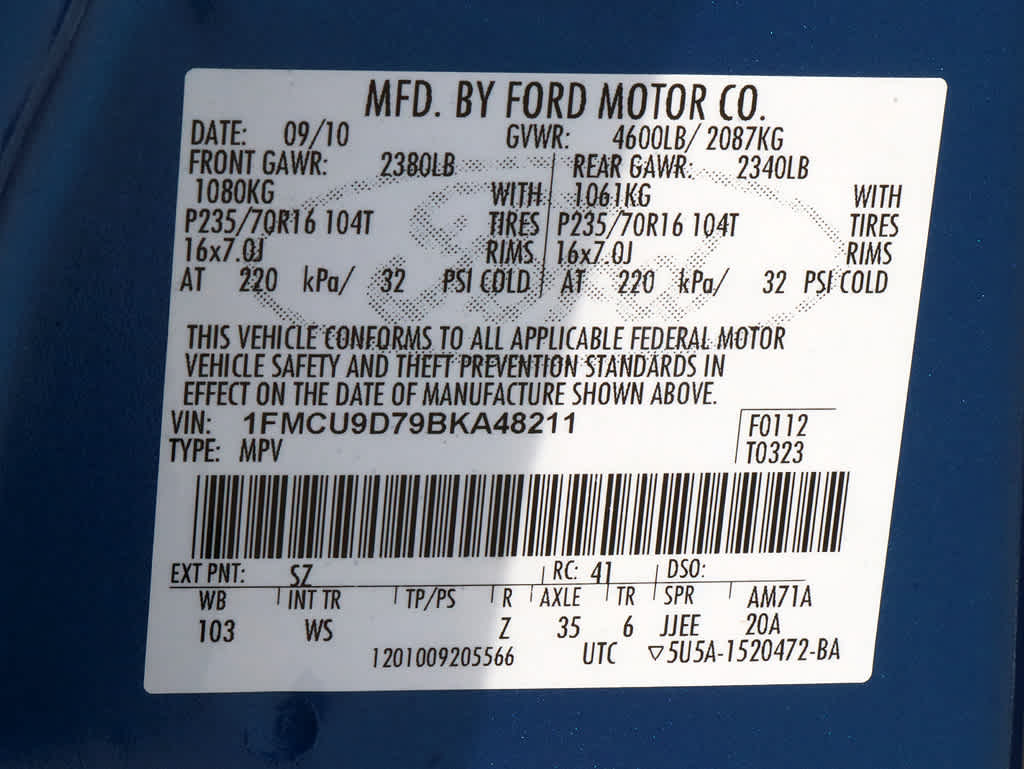 MFD. BY FORD MOTOR CO.
DATE: 09/10 GVWR: 4600LB/ 2087KG
FRONT GAWR: 2380LB REAR GAWR: 2340LB
1080KG WITH 1061KG WITH
P235/70R16 104T TIRES P235/70R16 104T TIRES
16x7.0J RIMS 16x7.0J RIMS
AT 220 kPa/ 32 PSI COLD AT 220 kPa/ 32 PSI COLD
THIS VEHICLE CONFORMS TO ALL APPLICABLE FEDERAL MOTOR
VEHICLE SAFETY AND THEFT PREVENTION STANDARDS IN
EFFECT ON THE DATE OF MANUFACTURE SHOWN ABOVE.
VIN: 1FMCU9D79BKA48211 F0112
TYPE: MPV T0323
EXT PNT: SZ RC: 41 DSO:
WB INT TR TP/PS R AXLE TR SPR AM71A
103 WS Z 35 6 JJEE 20A
1201009205566 UTC ▽5U5A-1520472-BA